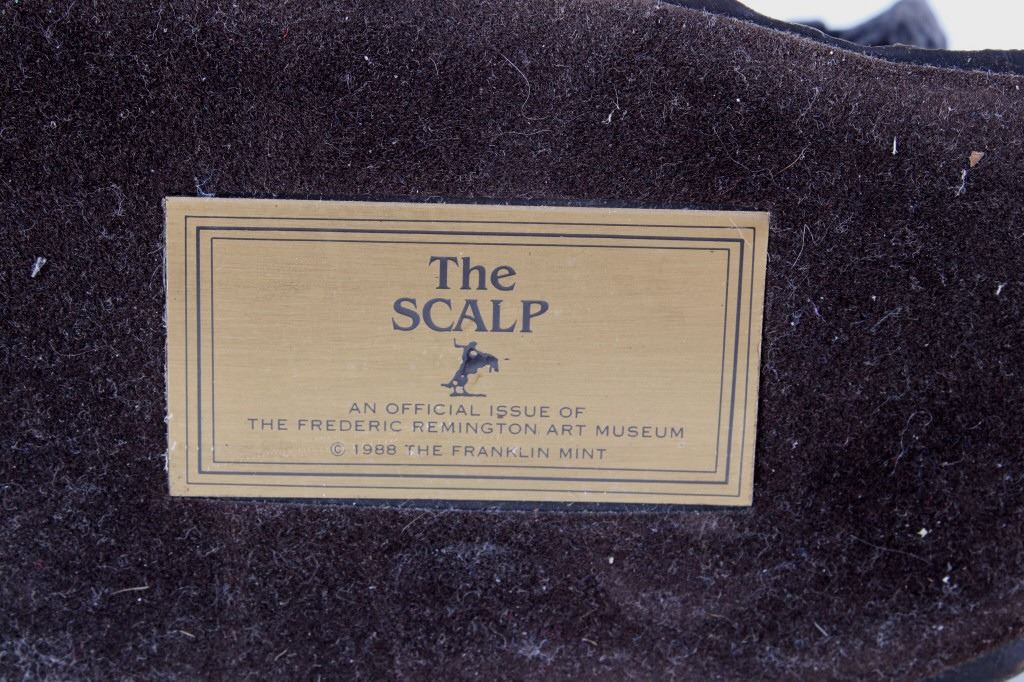 The
SCALP
AN OFFICIAL ISSUE OF
THE FREDERIC REMINGTON ART MUSEUM
© 1988 THE FRANKLIN MINT